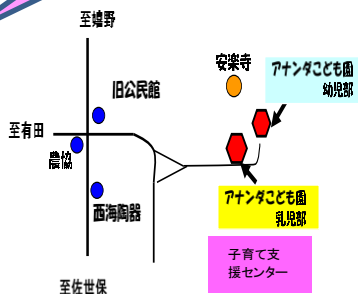 至嬉野
安楽寺
アナンダこども園
幼児部
旧公民館
至有田
農協
アナンダこども園
乳児部
西海陶器
子育て支
援センター
至佐世保